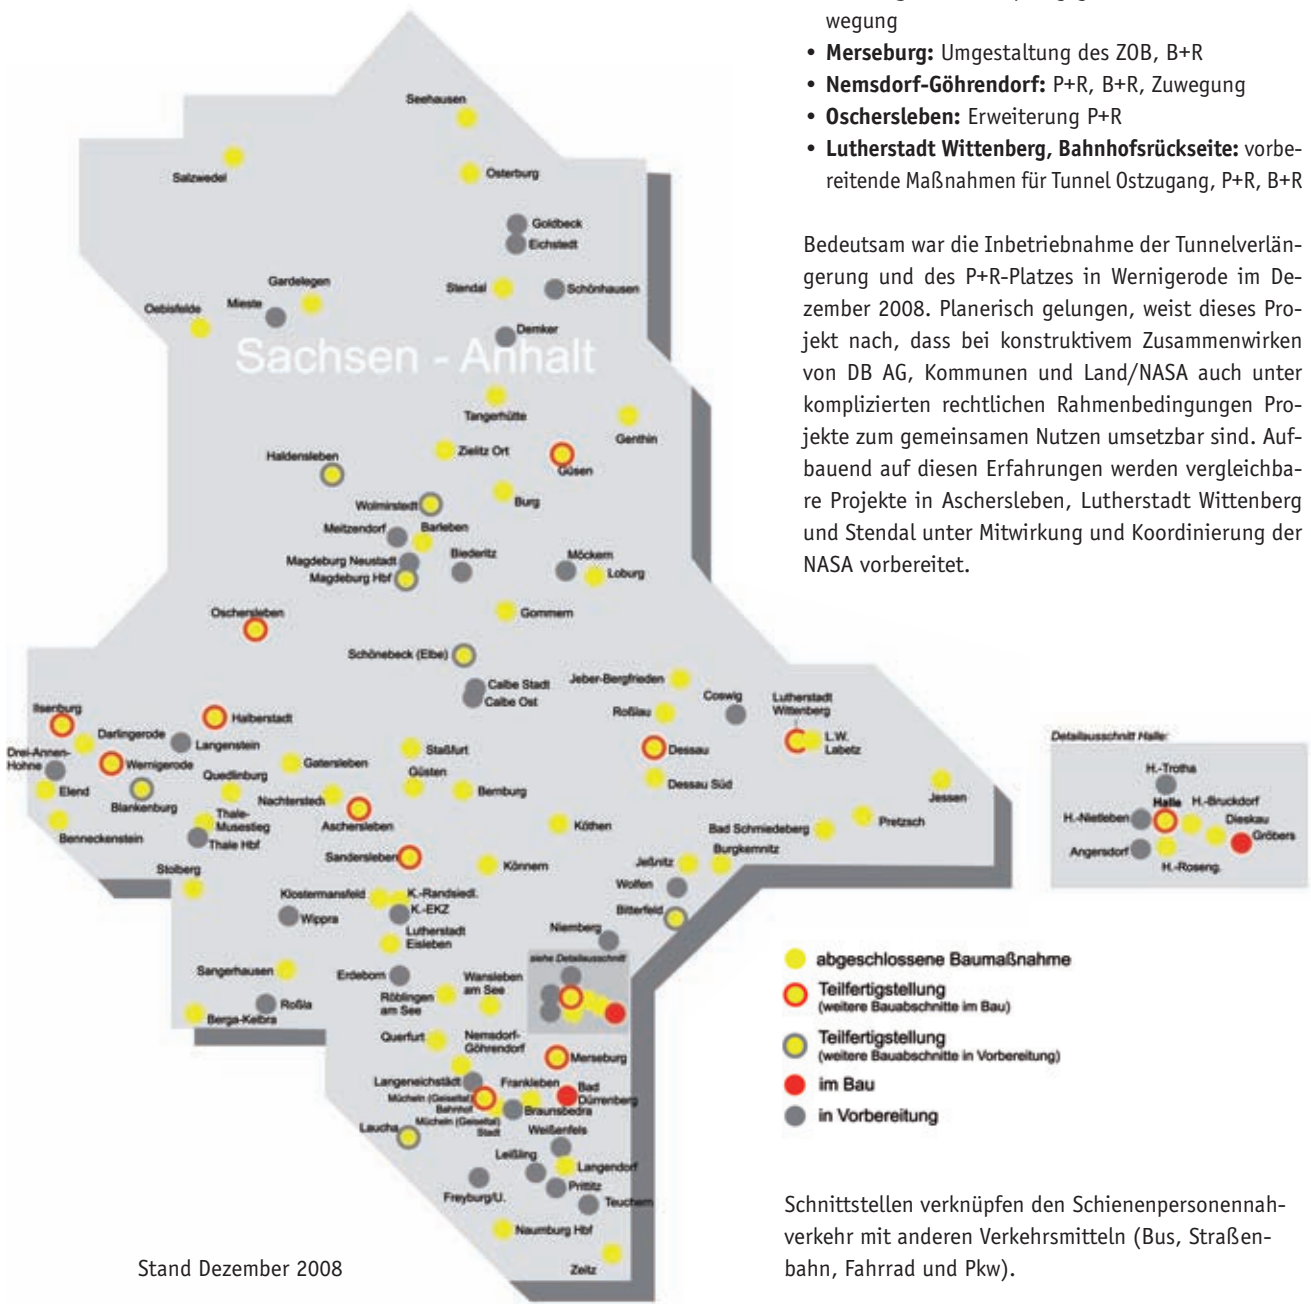 wegung
• Merseburg: Umgestaltung des ZOB, B+R
• Nemsdorf-Göhrendorf: P+R, B+R, Zuwegung
• Oschersleben: Erweiterung P+R
• Lutherstadt Wittenberg, Bahnhofsrückseite: vorbe-
reitende Maßnahmen für Tunnel Ostzugang, P+R, B+R
Bedeutsam war die Inbetriebnahme der Tunnelverlän-
gerung und des P+R-Platzes in Wernigerode im De-
zember 2008. Planerisch gelungen, weist dieses Pro-
jekt nach, dass bei konstruktivem Zusammenwirken
von DB AG, Kommunen und Land/NASA auch unter
komplizierten rechtlichen Rahmenbedingungen Pro-
jekte zum gemeinsamen Nutzen umsetzbar sind. Auf-
bauend auf diesen Erfahrungen werden vergleichba-
re Projekte in Aschersleben, Lutherstadt Wittenberg
und Stendal unter Mitwirkung und Koordinierung der
NASA vorbereitet.
Seehausen
Salzwedel
Osterburg
Goldbeck
Eichstedt
Gardelegen
Stendal
Schönhausen
Mieste
Oebisfelde
Demker
Sachsen - Anhalt
Tangerhütte
Genthin
Zielitz Ort
Haldensleben
Güsen
Burg
Wolmirstedt
Meitzendorf
Barleben
Magdeburg Neustadt
Biederitz
Möckern
Magdeburg Hbf
Loburg
Oschersleben
Gommern
Schönebeck (Elbe)
Jeber-Bergfrieden
Calbe Stadt
Calbe Ost
Coswig
Lutherstadt
Wittenberg
Ilsenburg
Roßlau
Halberstadt
Darlingerode
L.W.
Labetz
Langenstein
Staßfurt
Dessau
Drei-Annen-
Hohne
Wernigerode
Gatersleben
Quedlinburg
Güsten
Dessau Süd
Elend
Bernburg
Jessen
Blankenburg
Nachterstedt
Thale-
Musestieg
Aschersleben
Köthen
Pretzsch
Benneckenstein
Bad Schmiedeberg
Thale Hbf
Burgkemnitz
Sandersleben
Könnern
Jeßnitz
Stolberg
Wolfen
Klostermansfeld
K.-Randsiedl.
K.-EKZ
Bitterfeld
Wippra
Niemberg
Lutherstadt
Eisleben
siehe Detailausschnitt
Sangerhausen
Erdeborn
Wansleben
am See
Röblingen
am See
Roßla
Berga-Kelbra
Querfurt
Nemsdorf-
Göhrendorf
Merseburg
Langeneichstädt
Frankleben
Bad
Dürrenberg
Mücheln (Geiseltal)
Bahnhof
Braunsbedra
Mücheln (Geiseltal)
Stadt
Laucha
Weißenfels
Leißling
Langendorf
Prittitz
Freyburg/U.
Teuchern
Naumburg Hbf
Zeitz
Detailausschnitt Halle:
H.-Trotha
Halle
H.-Bruckdorf
H.-Nietleben
Dieskau
Gröbers
Angersdorf
H.-Roseng.
abgeschlossene Baumaßnahme
Teilfertigstellung
(weitere Bauabschnitte im Bau)
Teilfertigstellung
(weitere Bauabschnitte in Vorbereitung)
im Bau
in Vorbereitung
Schnittstellen verknüpfen den Schienenpersonennah-
verkehr mit anderen Verkehrsmitteln (Bus, Straßen-
bahn, Fahrrad und Pkw).
Stand Dezember 2008